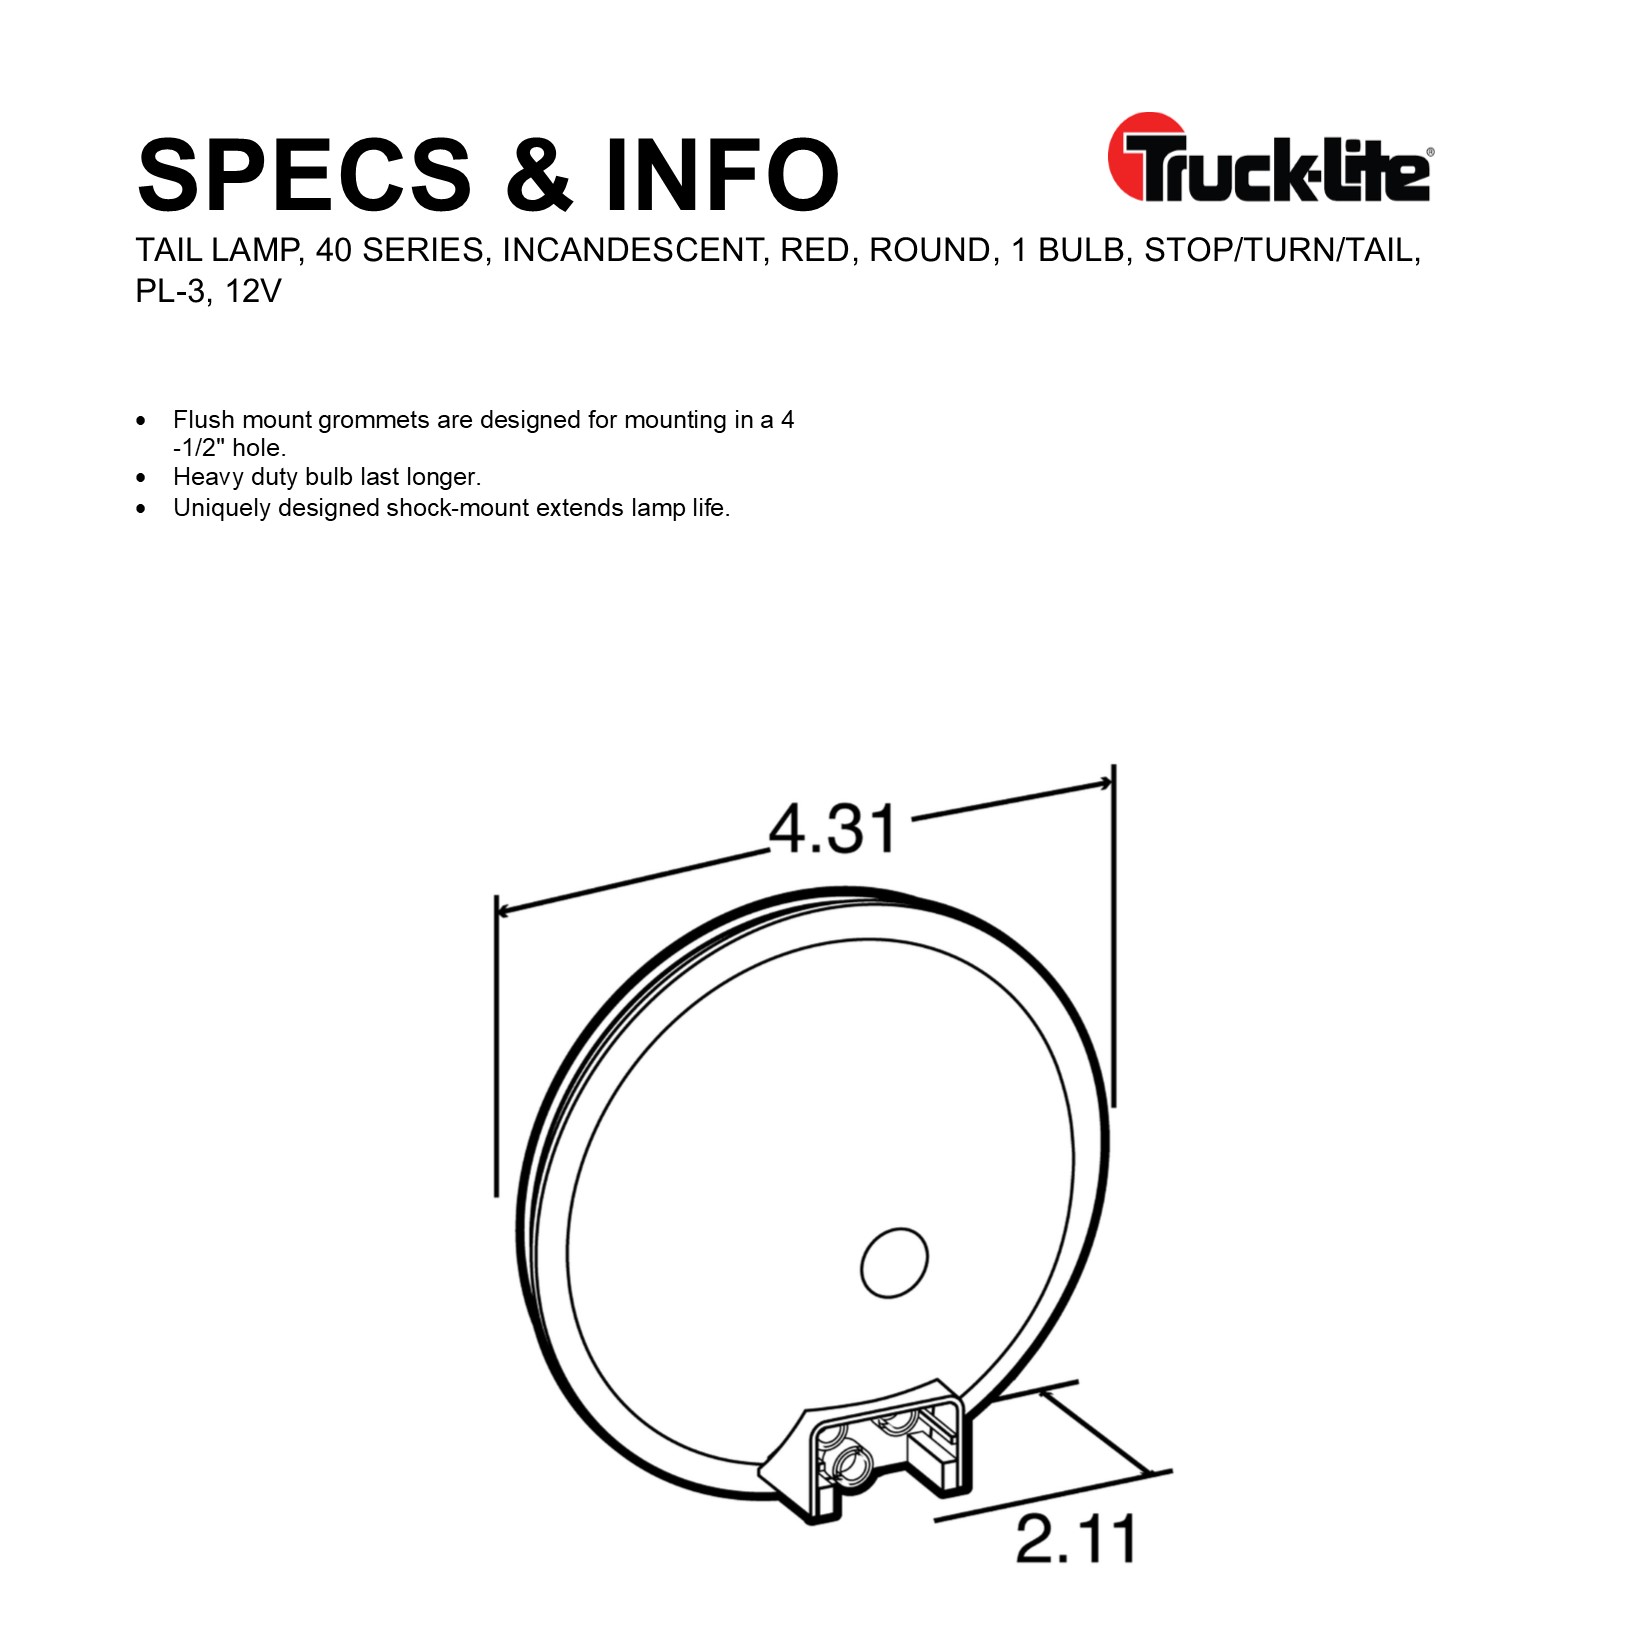 SPECS & INFO
Truck-Lite®
TAIL LAMP, 40 SERIES, INCANDESCENT, RED, ROUND, 1 BULB, STOP/TURN/TAIL,
PL-3, 12V
• Flush mount grommets are designed for mounting in a 4
-1/2" hole.
• Heavy duty bulb last longer.
• Uniquely designed shock-mount extends lamp life.
4.31
2.11